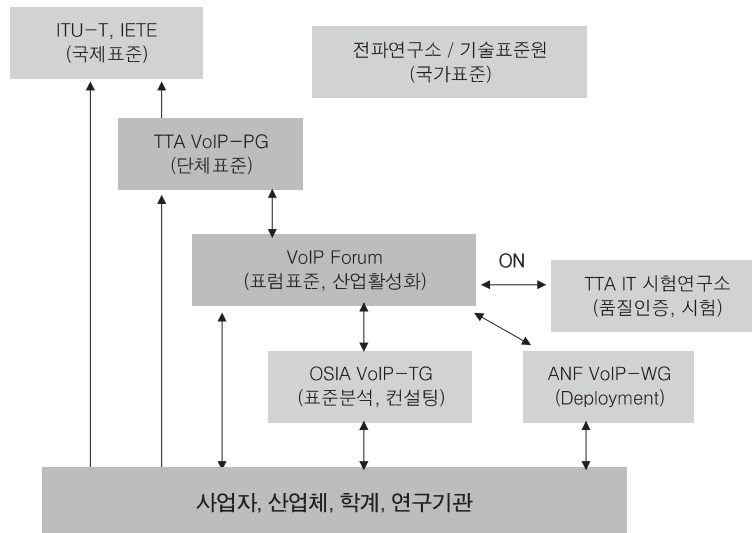 ITU-T, IETE
(국제표준)
전파연구소 / 기술표준원
(국가표준)
TTA VoIP-PG
(단체표준)
VoIP Forum
(표럼표준, 산업활성화)
ON
TTA IT 시험연구소
(품질인증, 시험)
OSIA VoIP-TG
(표준분석, 컨설팅)
ANF VoIP-WG
(Deployment)
사업자, 산업체, 학계, 연구기관